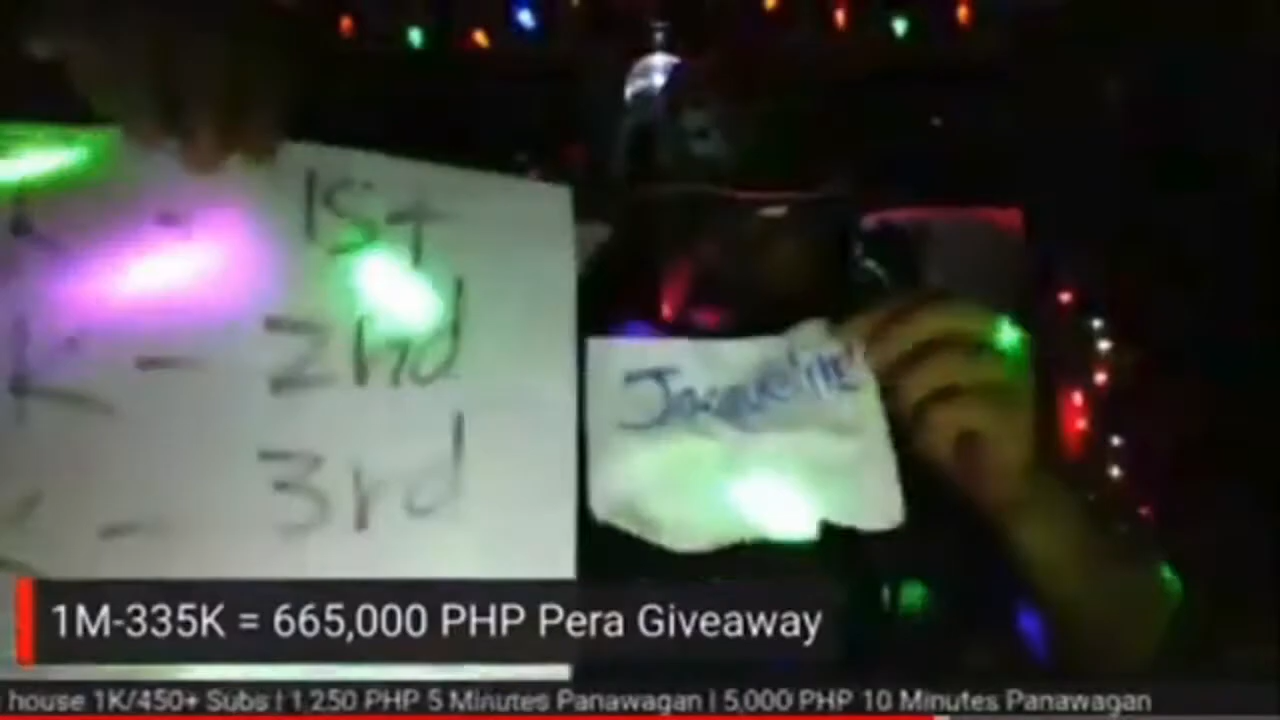 K - 1st
K - 2nd
- 3rd
Jacqueline
1M-335K = 665,000 PHP Pera Giveaway
house 1K/450+ Subs | 1,250 PHP 5 Minutes Panawagan | 5,000 PHP 10 Minutes Panawagan